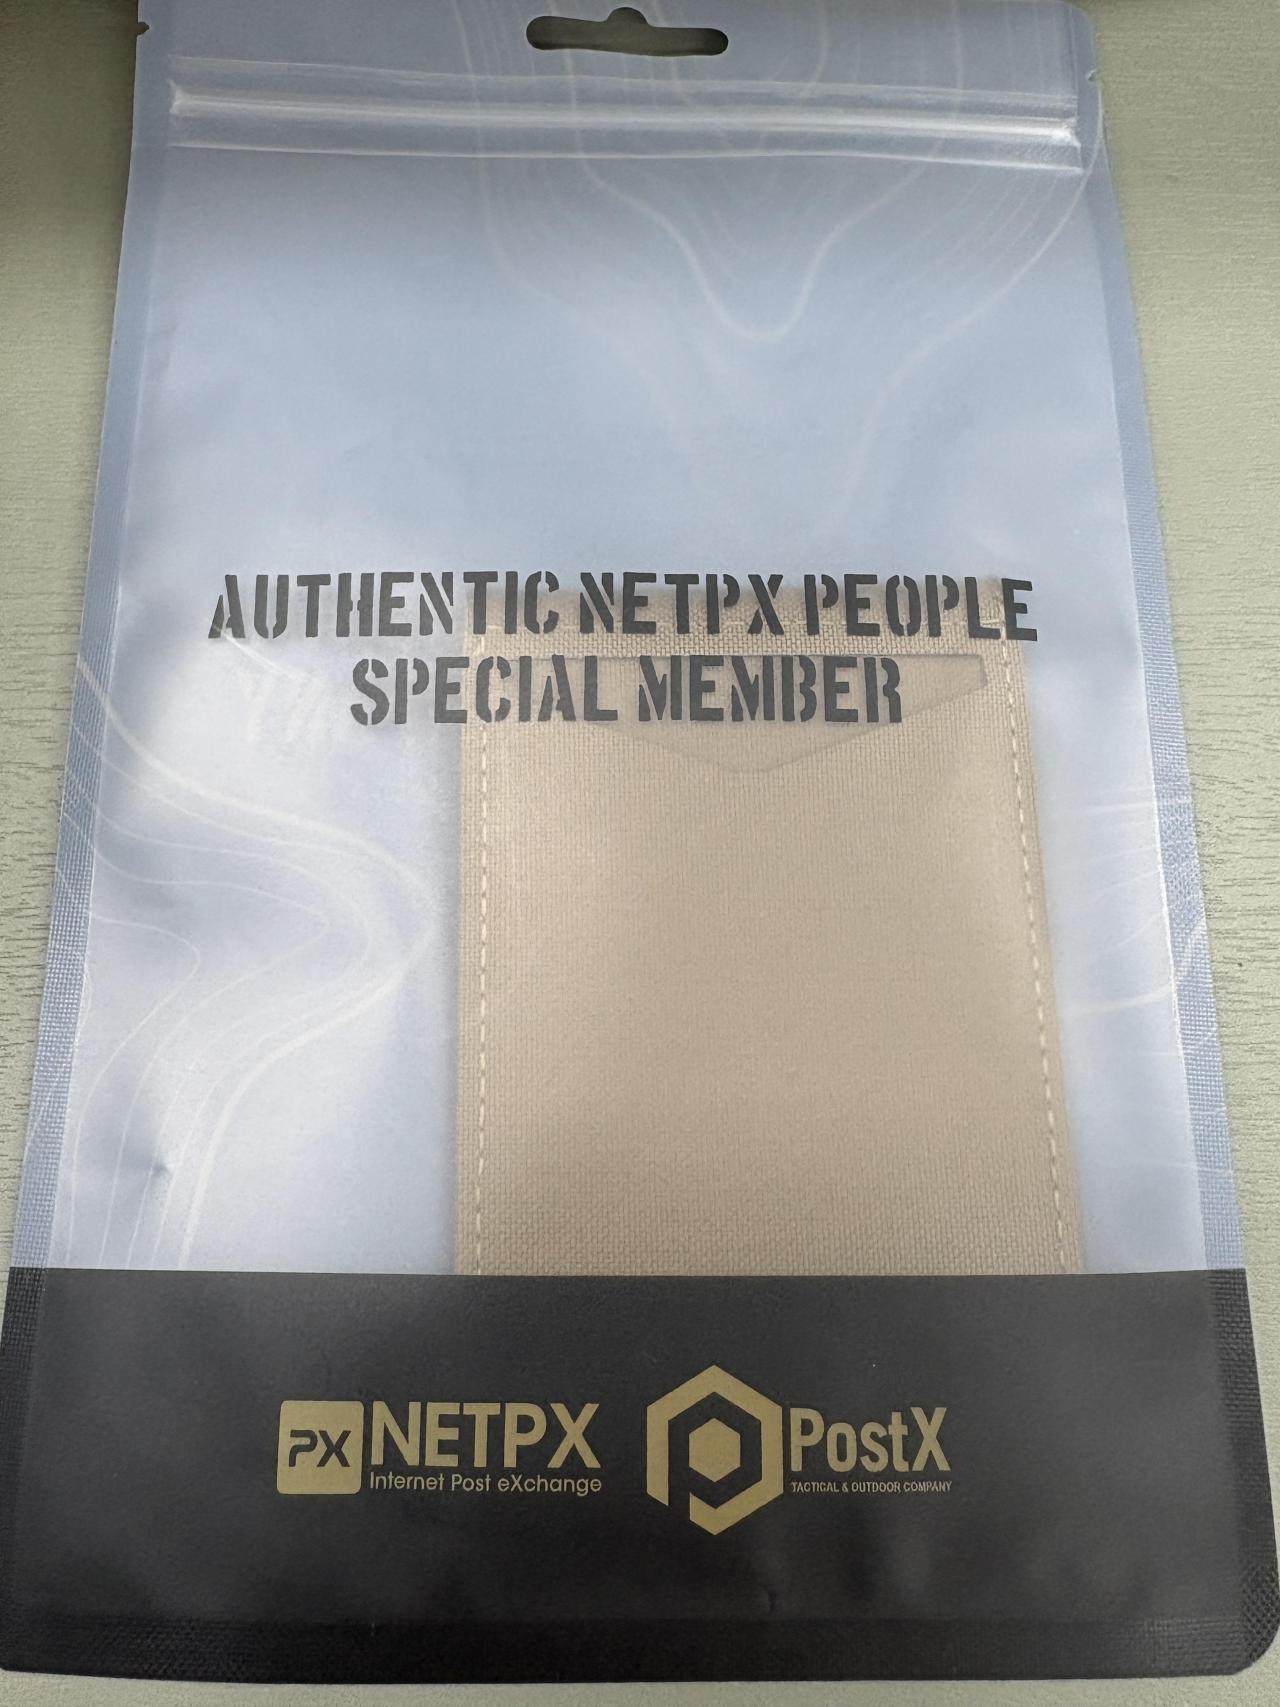 AUTHENTIC NETPX PEOPLE
SPECIAL MEMBER
PX NETPX
Internet Post eXchange
PostX
TACTICAL & OUTDOOR COMPANY